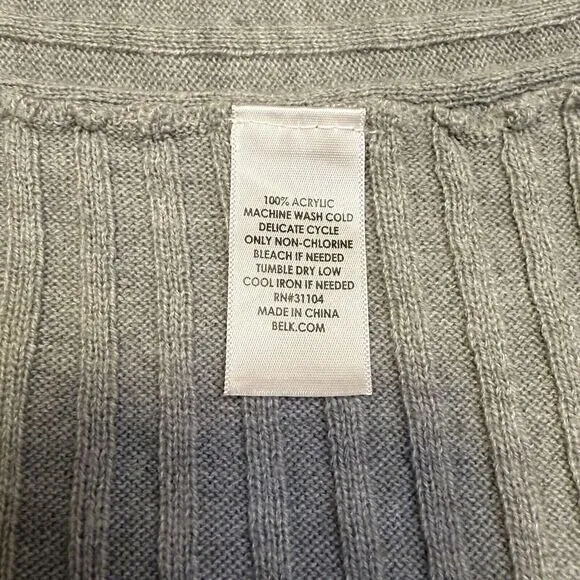 100% ACRYLIC
MACHINE WASH COLD
DELICATE CYCLE
ONLY NON-CHLORINE
BLEACH IF NEEDED
TUMBLE DRY LOW
COOL IRON IF NEEDED
RN#31104
MADE IN CHINA
BELK.COM